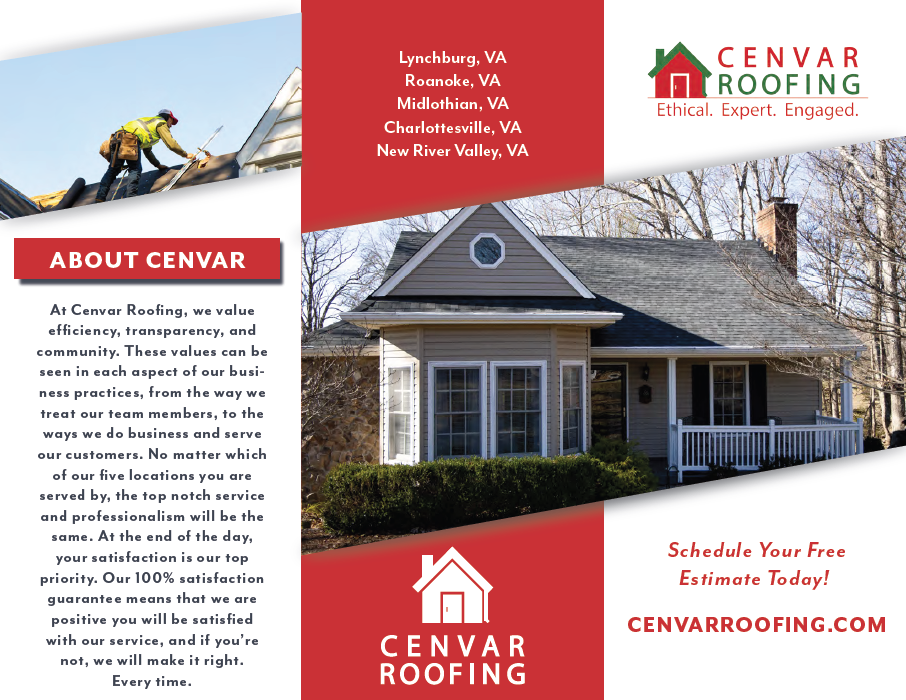 ABOUT CENVAR
At Cenvar Roofing, we value
efficiency, transparency, and
community. These values can be
seen in each aspect of our busi-
ness practices, from the way we
treat our team members, to the
ways we do business and serve
our customers. No matter which
of our five locations you are
served by, the top notch service
and professionalism will be the
same. At the end of the day,
your satisfaction is our top
priority. Our 100% satisfaction
guarantee means that we are
positive you will be satisfied
with our service, and if you're
not, we will make it right.
Every time.
Lynchburg, VA
Roanoke, VA
Midlothian, VA
Charlottesville, VA
New River Valley, VA
CENVAR
ROOFING
CENVAR
ROOFING
Ethical. Expert. Engaged.
Schedule Your Free
Estimate Today!
CENVARROOFING.COM